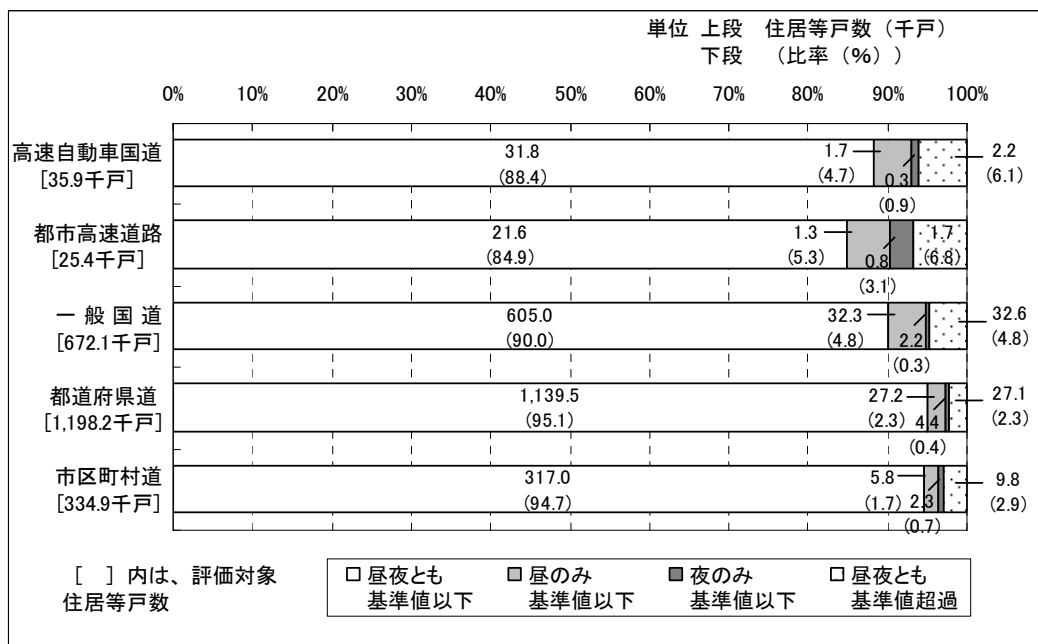 単位 上段 住居等戸数(千戸)
下段 (比率(%))
0% 10% 20% 30% 40% 50% 60% 70% 80% 90% 100%
高速自動車国道
[35.9千戸]
31.8
(88.4)
1.7
(4.7)
0.3
(0.9)
2.2
(6.1)
都市高速道路
[25.4千戸]
21.6
(84.9)
1.3
(5.3)
0.8
(3.1)
1.7
(6.8)
一般国道
[672.1千戸]
605.0
(90.0)
32.3
(4.8)
2.2
(0.3)
32.6
(4.8)
都道府県道
[1,198.2千戸]
1,139.5
(95.1)
27.2
(2.3)
4.4
(0.4)
27.1
(2.3)
市区町村道
[334.9千戸]
317.0
(94.7)
5.8
(1.7)
2.3
(0.7)
9.8
(2.9)
[ ]内は、評価対象
住居等戸数
昼夜とも
基準値以下
昼のみ
基準値以下
夜のみ
基準値以下
昼夜とも
基準値超過